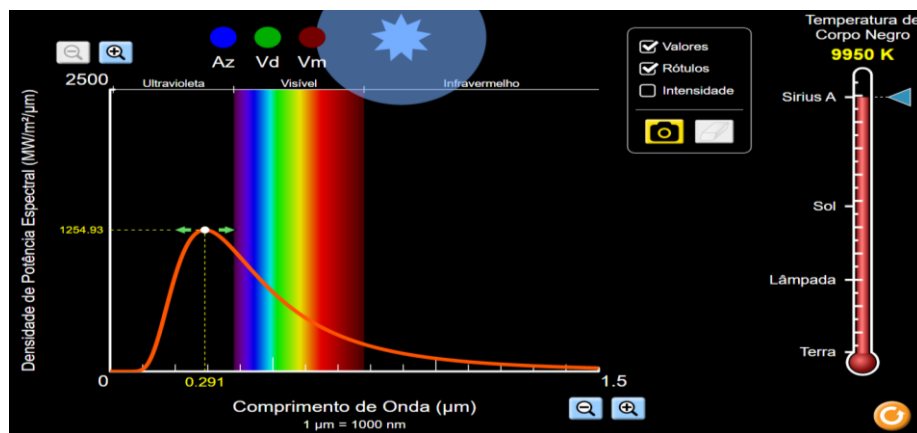 Az Vd Vm
2500
Ultravioleta Visível Infravermelho
Densidade de Potência Espectral (MW/m²/μm)
1254.93
0
0.291
1.5
Comprimento de Onda (μm)
1 μm = 1000 nm
Valores
Rótulos
Intensidade
Temperatura de
Corpo Negro
9950 K
Sirius A
Sol
Lâmpada
Terra